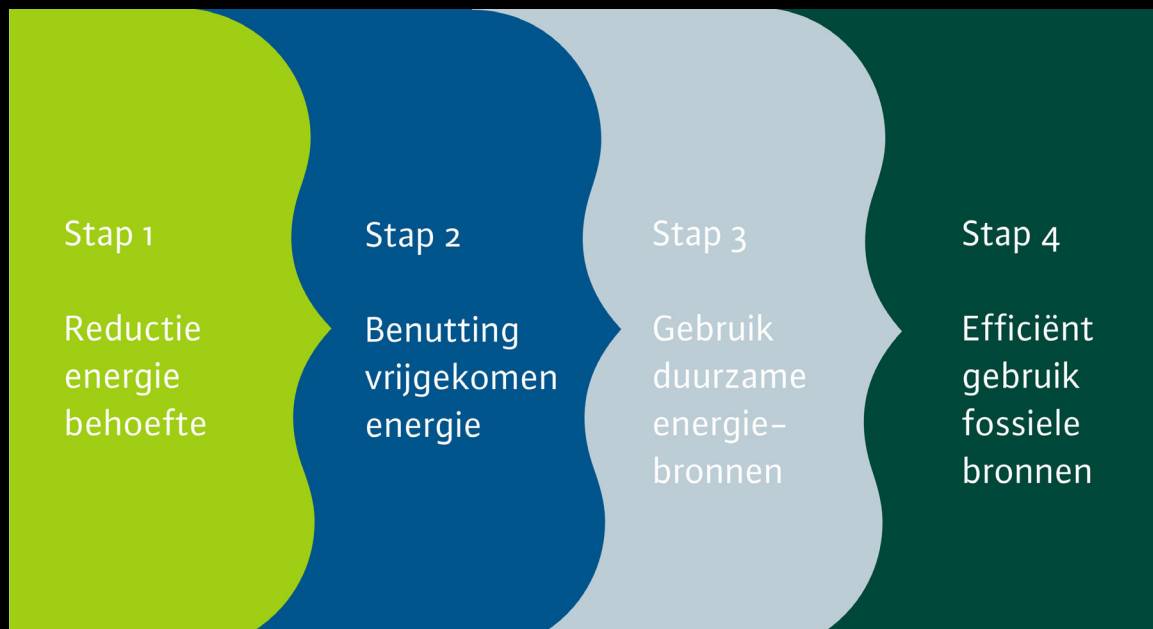 Stap 1
Reductie
energie
behoefte
Stap 2
Benutting
vrijgekomen
energie
Stap 3
Gebruik
duurzame
energie-
bronnen
Stap 4
Efficiënt
gebruik
fossiele
bronnen